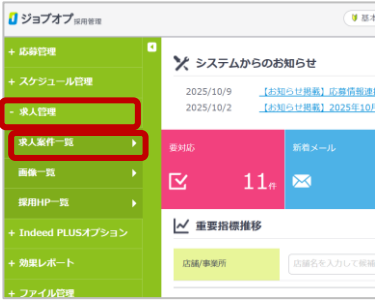 ジョブオプ 採用管理
基本
+ 応募管理
+ スケジュール管理
- 求人管理
求人案件一覧
画像一覧
採用HP一覧
+ Indeed PLUSオプション
+ 効果レポート
+ ファイル管理
システムからのお知らせ
2025/10/9 【お知らせ掲載】応募情報連
2025/10/2 【お知らせ掲載】2025年10月
要対応
11件
新着メール
重要指標推移
店舗/事業所
店舗名を入力して候補